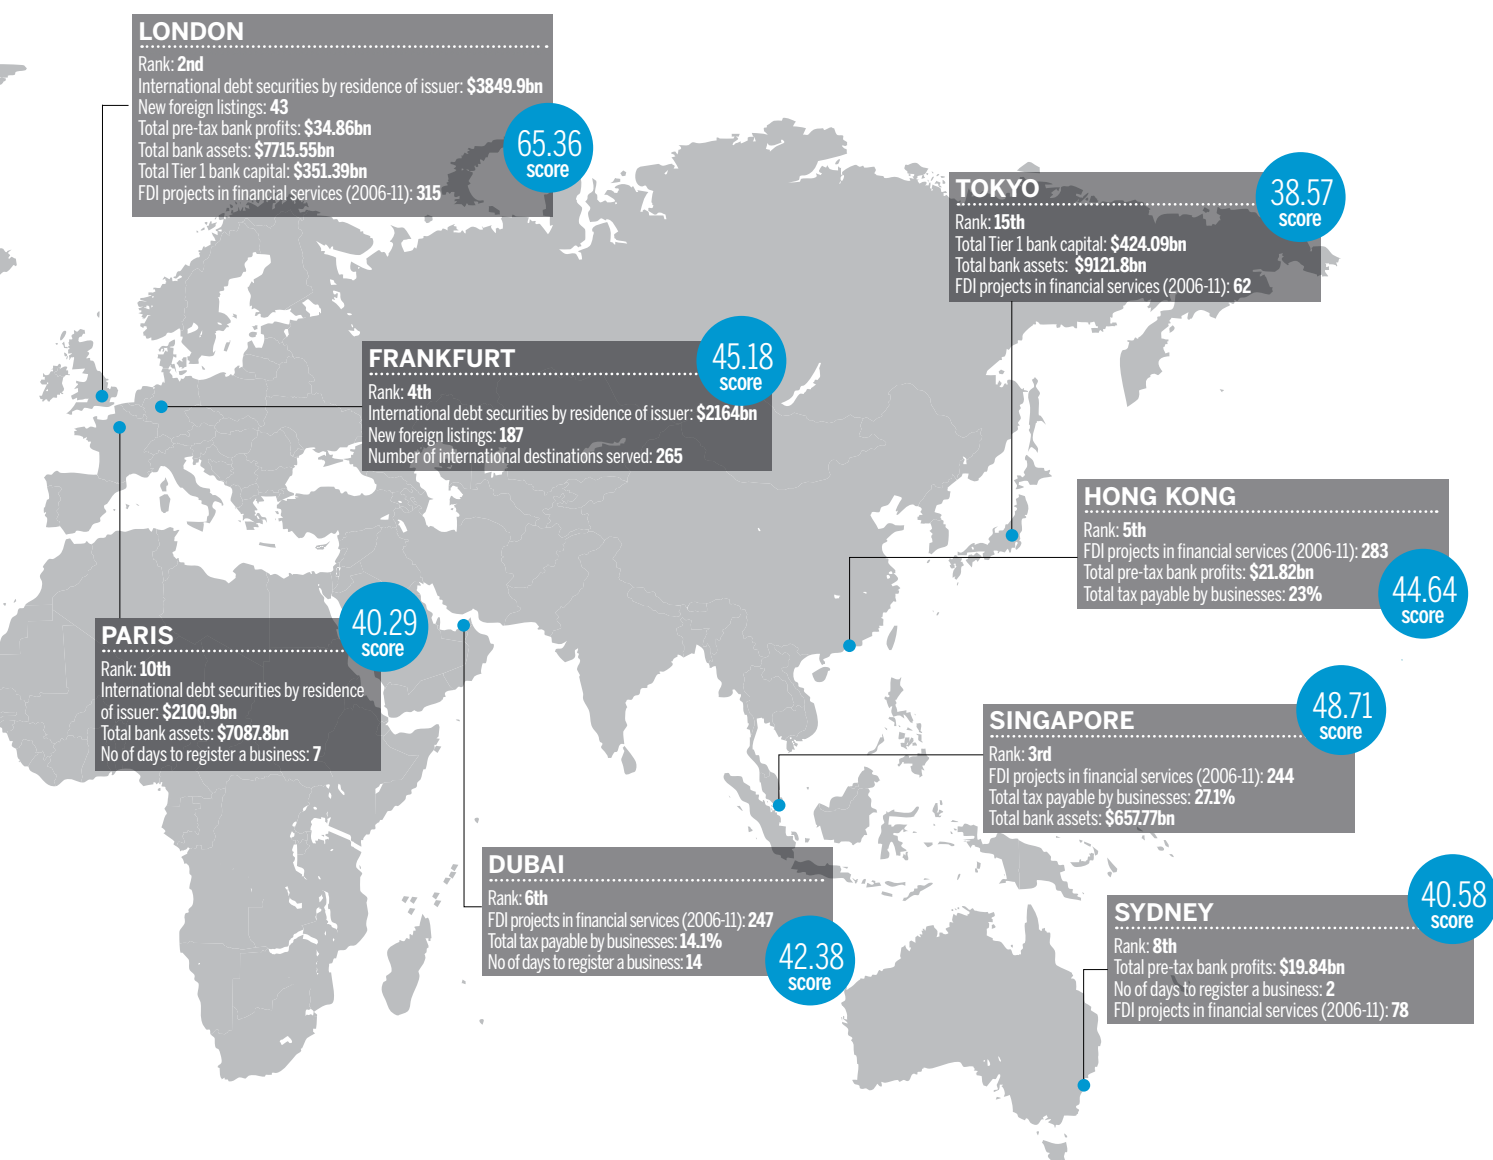 LONDON
Rank: 2nd
International debt securities by residence of issuer: $3849.9bn
New foreign listings: 43
Total pre-tax bank profits: $34.86bn
Total bank assets: $7715.55bn
Total Tier 1 bank capital: $351.39bn
FDI projects in financial services (2006-11): 315
65.36
score
TOKYO
Rank: 15th
Total Tier 1 bank capital: $424.09bn
Total bank assets: $9121.8bn
FDI projects in financial services (2006-11): 62
38.57
score
FRANKFURT
Rank: 4th
International debt securities by residence of issuer: $2164bn
New foreign listings: 187
Number of international destinations served: 265
45.18
score
HONG KONG
Rank: 5th
FDI projects in financial services (2006-11): 283
Total pre-tax bank profits: $21.82bn
Total tax payable by businesses: 23%
44.64
score
PARIS
Rank: 10th
International debt securities by residence
of issuer: $2100.9bn
Total bank assets: $7087.8bn
No of days to register a business: 7
40.29
score
SINGAPORE
Rank: 3rd
FDI projects in financial services (2006-11): 244
Total tax payable by businesses: 27.1%
Total bank assets: $657.77bn
48.71
score
DUBAI
Rank: 6th
FDI projects in financial services (2006-11): 247
Total tax payable by businesses: 14.1%
No of days to register a business: 14
42.38
score
SYDNEY
Rank: 8th
Total pre-tax bank profits: $19.84bn
No of days to register a business: 2
FDI projects in financial services (2006-11): 78
40.58
score